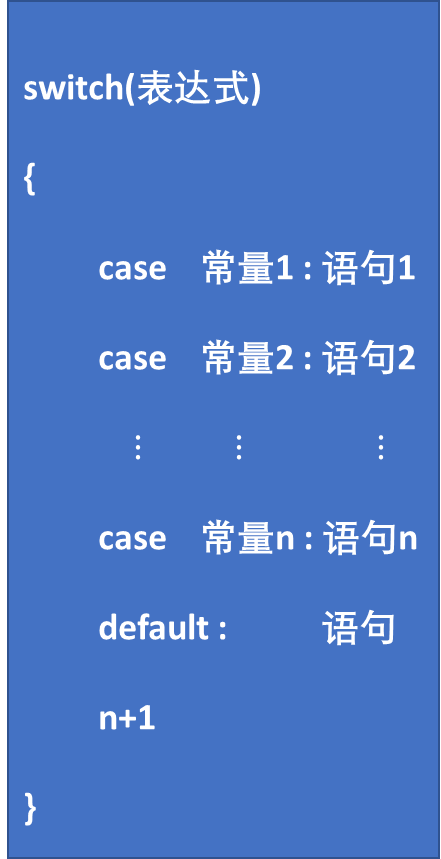 switch(表达式)
{
case 常量1 : 语句1
case 常量2 : 语句2
⋮ ⋮ ⋮
case 常量n : 语句n
default : 语句
n+1
}